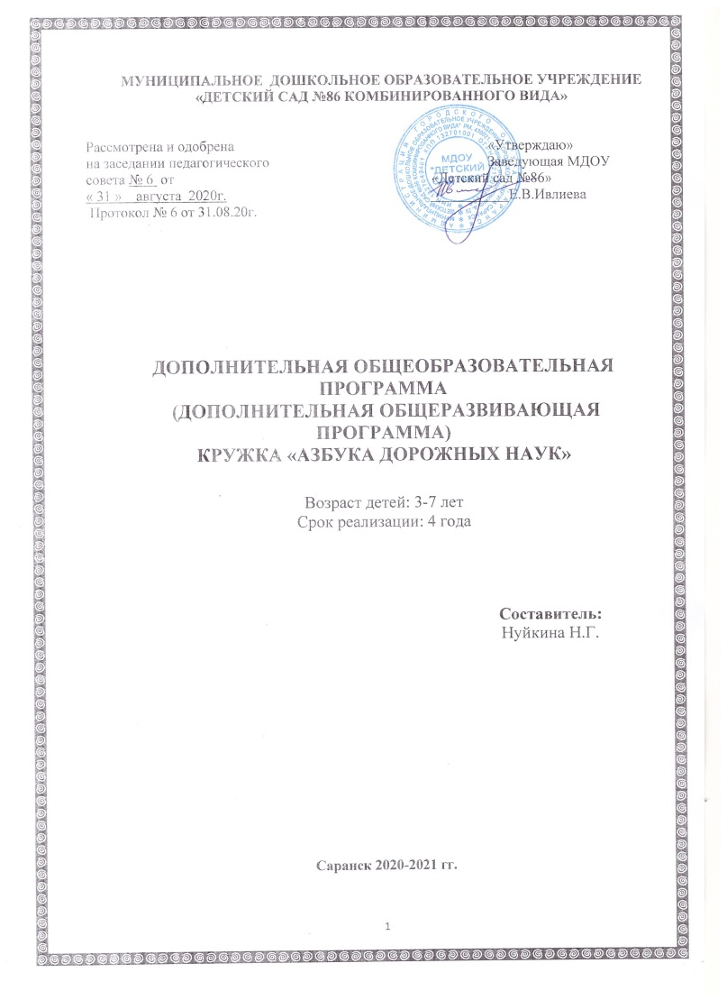 МУНИЦИПАЛЬНОЕ ДОШКОЛЬНОЕ ОБРАЗОВАТЕЛЬНОЕ УЧРЕЖДЕНИЕ
«ДЕТСКИЙ САД №86 КОМБИНИРОВАННОГО ВИДА»
Рассмотрена и одобрена
на заседании педагогического
совета № 6 от
« 31 » августа 2020г.
Протокол № 6 от 31.08.20г.
«Утверждаю»
Заведующая МДОУ
«Детский сад №86»
Е.В.Ивлиева
МДОУ
"ДЕТСКИЙ
ДОПОЛНИТЕЛЬНАЯ ОБЩЕОБРАЗОВАТЕЛЬНАЯ
ПРОГРАММА
(ДОПОЛНИТЕЛЬНАЯ ОБЩЕРАЗВИВАЮЩАЯ
ПРОГРАММА)
КРУЖКА «АЗБУКА ДОРОЖНЫХ НАУК»
Возраст детей: 3-7 лет
Срок реализации: 4 года
Составитель:
Нуйкина Н.Г.
Саранск 2020-2021 гг.
1